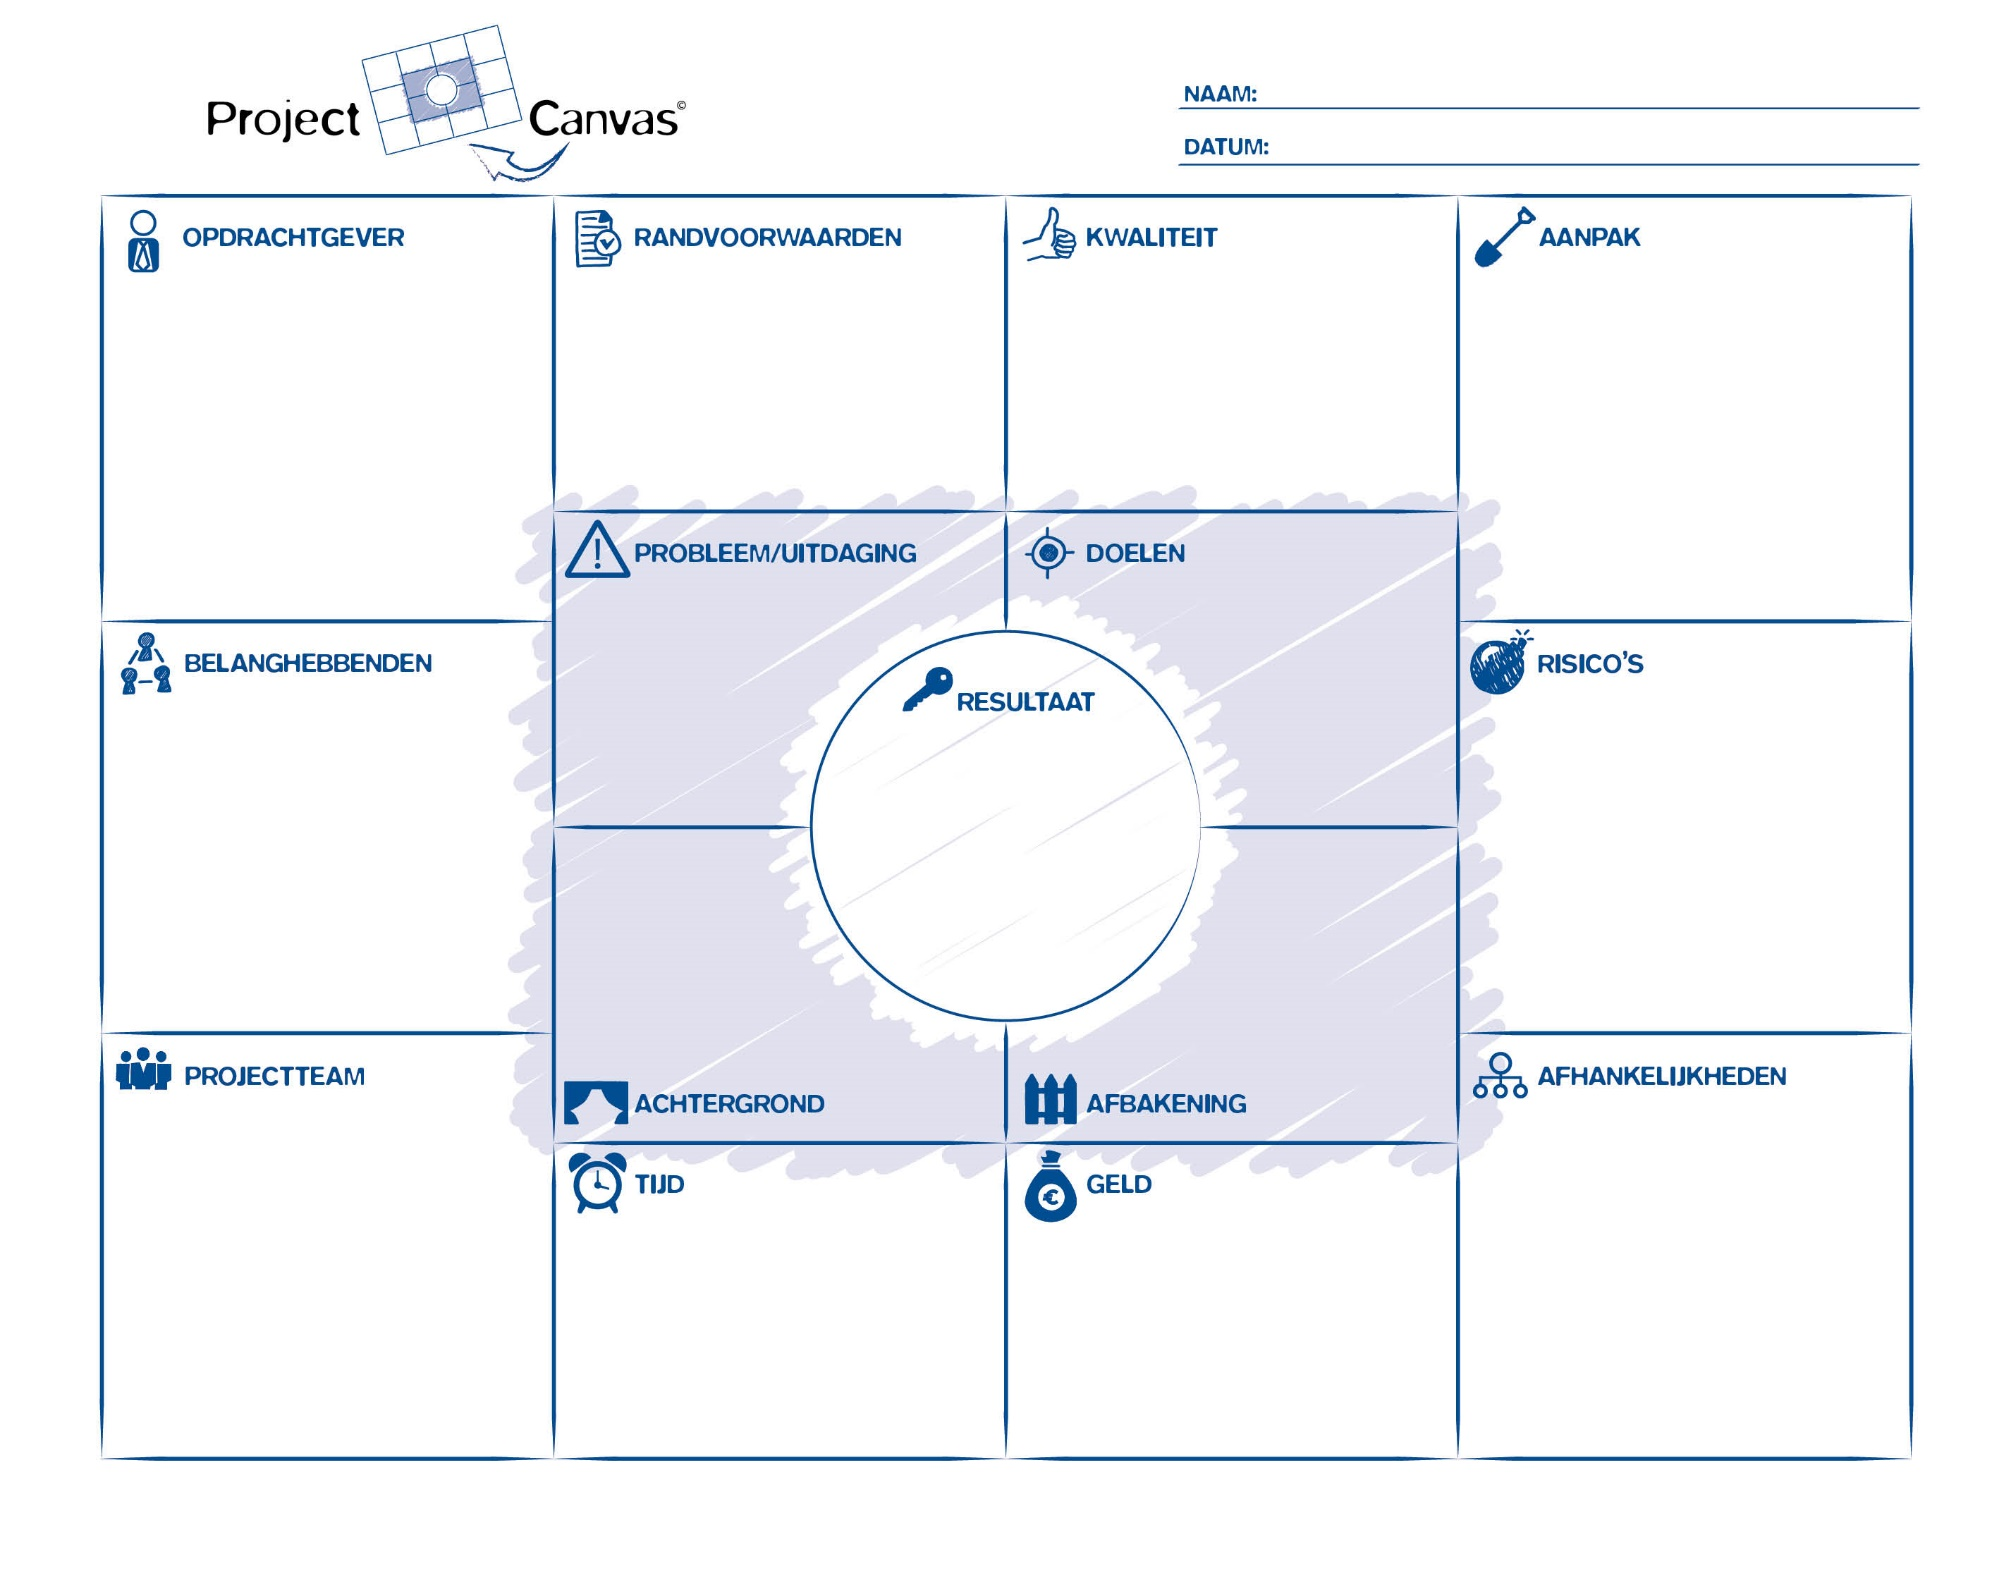 Project Canvas©
NAAM:
DATUM:
OPDRACHTGEVER
RANDVOORWAARDEN
KWALITEIT
AANPAK
PROBLEEM/UITDAGING
DOELEN
BELANGHEBBENDEN
RISICO'S
RESULTAAT
PROJECTTEAM
ACHTERGROND
AFBAKENING
AFHANKELIJKHEDEN
TIJD
GELD
€